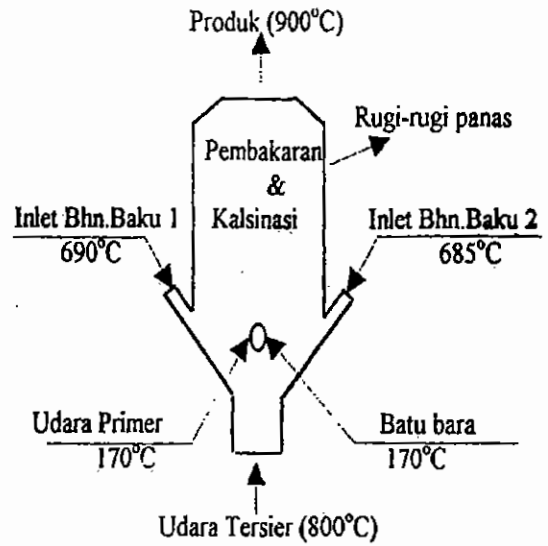 Produk (900°C)
Rugi-rugi panas
Pembakaran
&
Kalsinasi
Inlet Bhn.Baku 1
690°C
Inlet Bhn.Baku 2
685°C
Udara Primer
170°C
Batu bara
170°C
Udara Tersier (800°C)